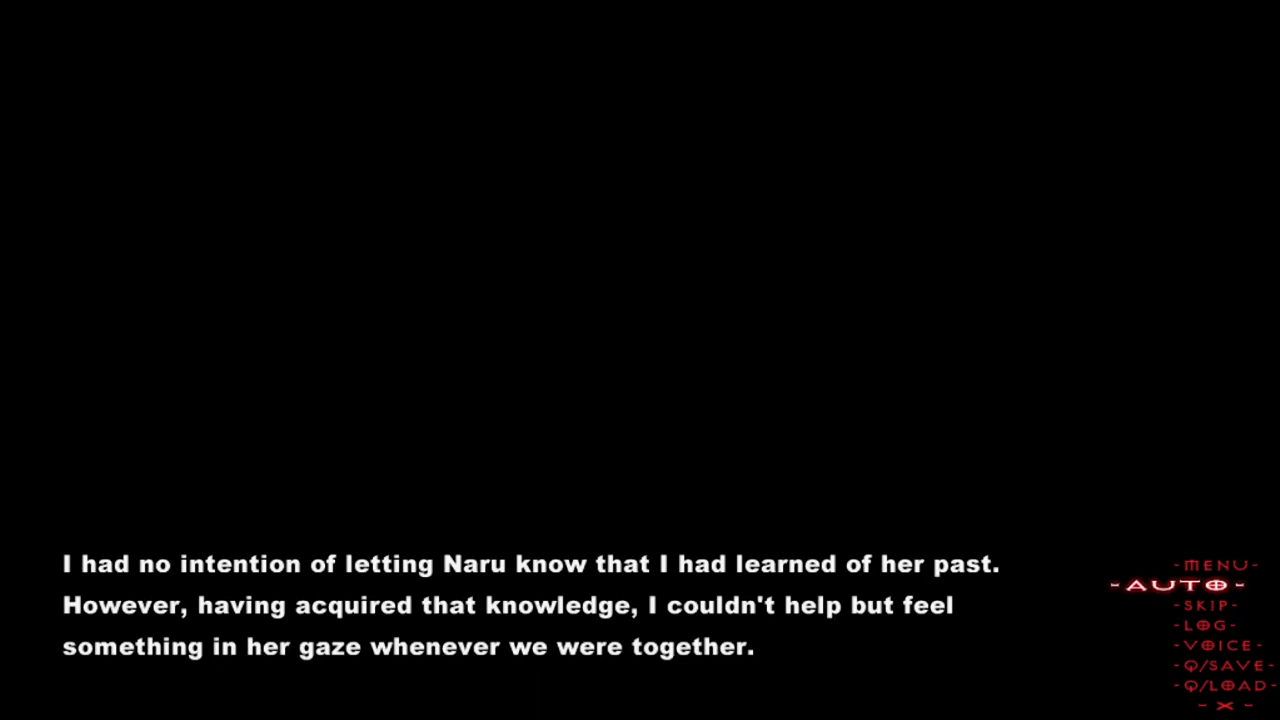 I had no intention of letting Naru know that I had learned of her past.
However, having acquired that knowledge, I couldn't help but feel
something in her gaze whenever we were together.
-MENU-
-AUTO-
-SKIP-
-LOG-
-VOICE-
-Q/SAVE-
-Q/LOAD-
-X-